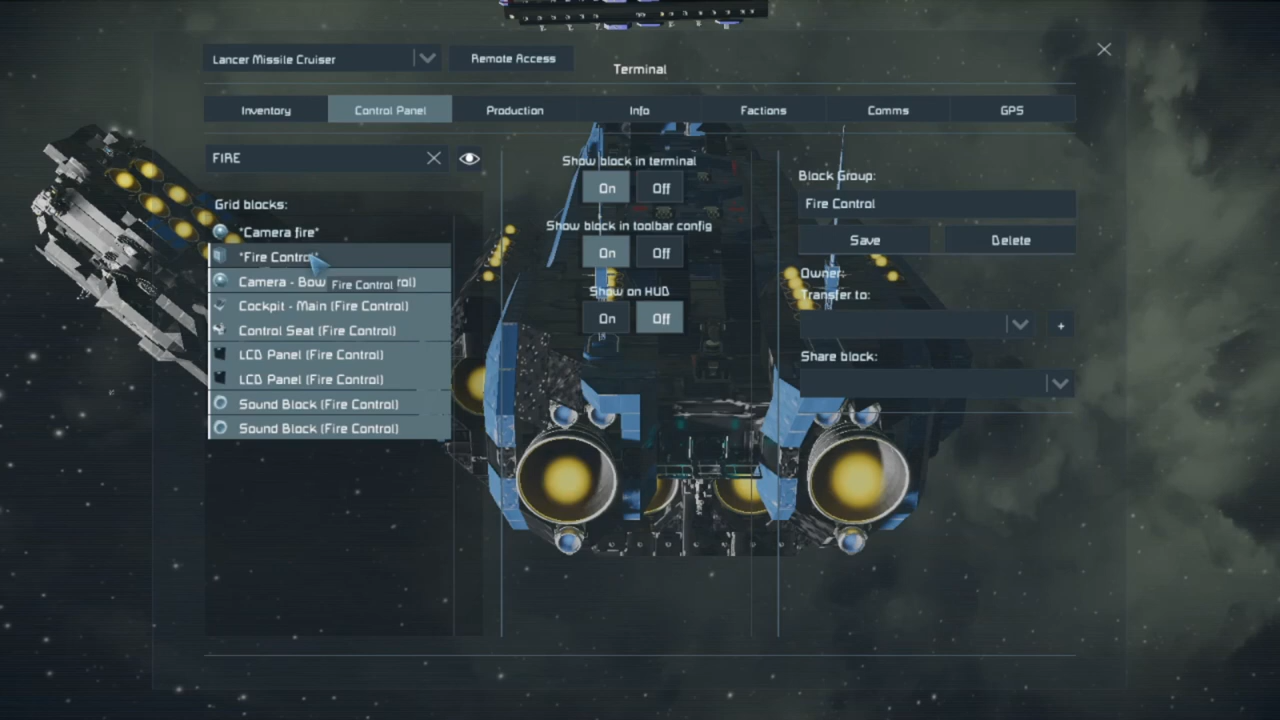 Lancer Missile Cruiser
Remote Access
Terminal
Inventory
Control Panel
Production
Info
Factions
Comms
GPS
FIRE
Grid blocks:
*Camera fire*
*Fire Control*
Fire Control
Camera - Bow rol)
Cockpit - Main (Fire Control)
Control Seat (Fire Control)
LCD Panel (Fire Control)
LCD Panel (Fire Control)
Sound Block (Fire Control)
Sound Block (Fire Control)
Show block in terminal
On Off
Show block in toolbar config
On Off
Show on HUD
On Off
Block Group:
Fire Control
Save
Delete
Owner:
Transfer to:
+
Share block: